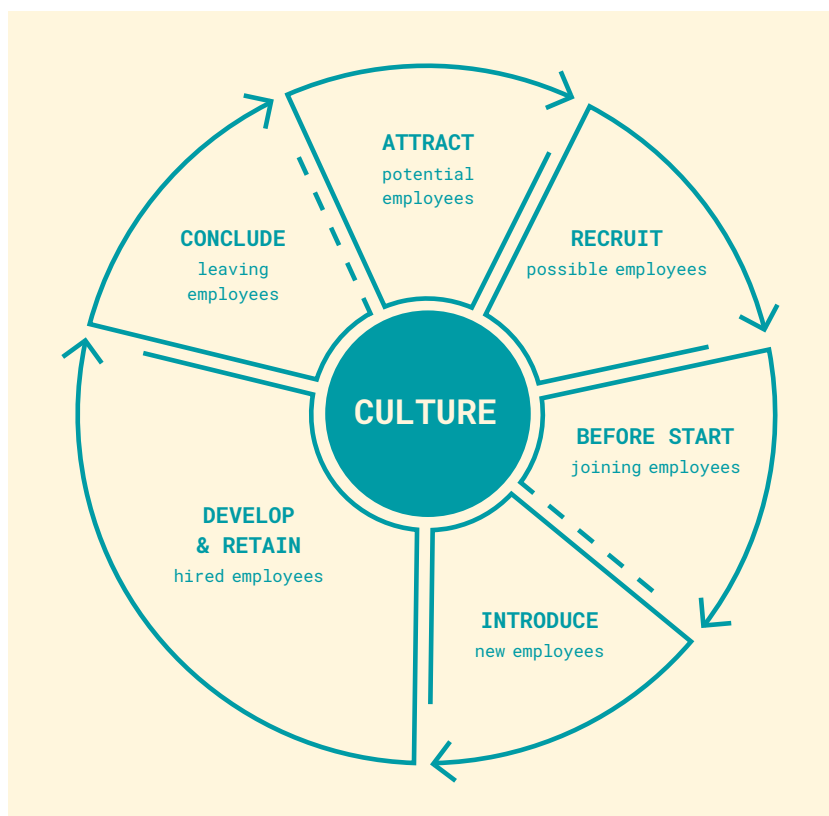 ATTRACT
potential
employees
RECRUIT
possible employees
BEFORE START
joining employees
INTRODUCE
new employees
DEVELOP
& RETAIN
hired employees
CONCLUDE
leaving
employees
CULTURE